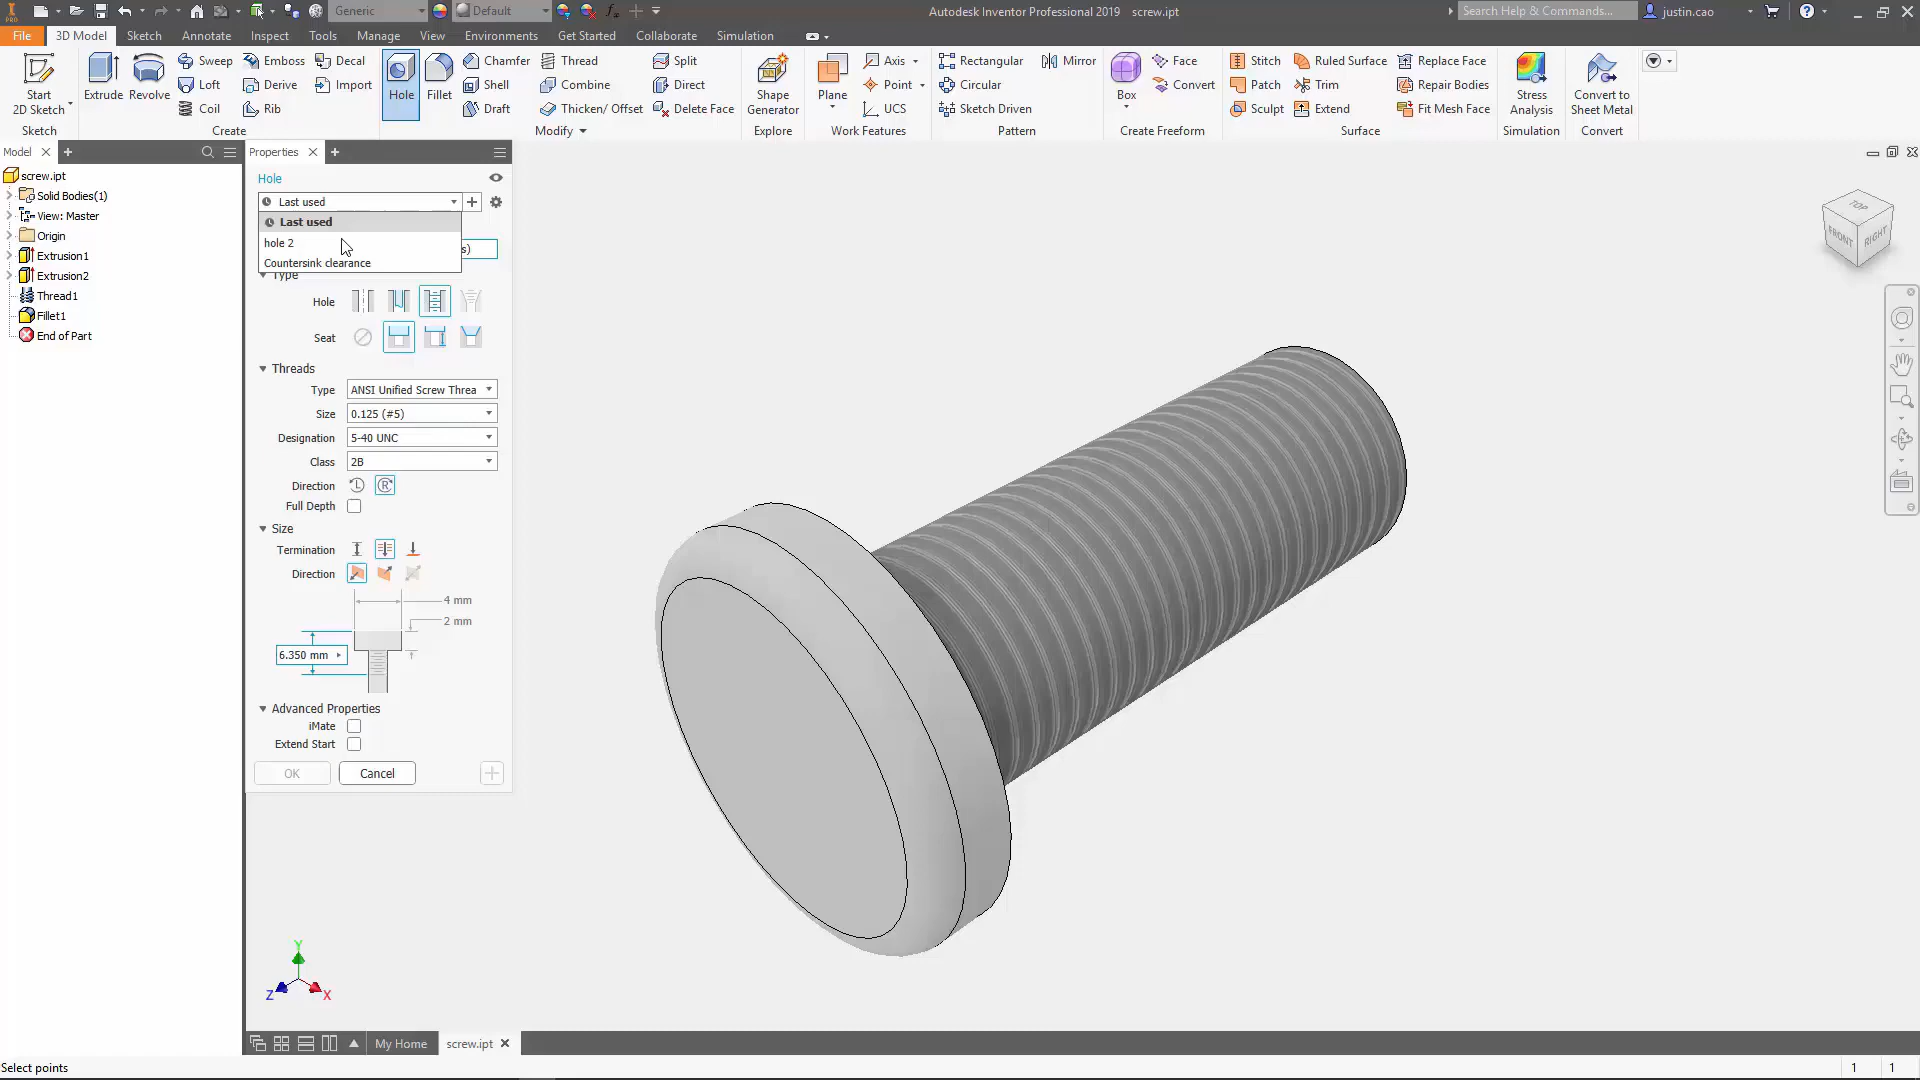 PRO Generic Default Autodesk Inventor Professional 2019 screw.ipt Search Help & Commands... justin.cao
File 3D Model Sketch Annotate Inspect Tools Manage View Environments Get Started Collaborate Simulation
Sweep Emboss Decal Thread Chamfer Split Axis Rectangular Mirror Face Stitch Ruled Surface Replace Face
Loft Derive Import Shell Combine Direct Point Circular Convert Patch Trim Repair Bodies
Coil Rib Draft Thicken/ Offset Delete Face UCS Sketch Driven Sculpt Extend Fit Mesh Face
Start 2D Sketch Extrude Revolve Hole Fillet Shape Generator Plane Box Stress Analysis Convert to Sheet Metal
Sketch Create Modify Explore Work Features Pattern Create Freeform Surface Simulation Convert
Model
Properties
screw.ipt
Solid Bodies(1)
View: Master
Origin
Extrusion1
Extrusion2
Thread1
Fillet1
End of Part
Hole
Last used
Last used
hole 2
s)
Countersink clearance
Type
Hole
Seat
Threads
Type ANSI Unified Screw Threa
Size 0.125 (#5)
Designation 5-40 UNC
Class 2B
Direction L R
Full Depth
Size
Termination
Direction
4 mm
2 mm
6.350 mm
Advanced Properties
iMate
Extend Start
OK Cancel
TOP
FRONT RIGHT
Y
Z X
My Home screw.ipt
Select points 1 1